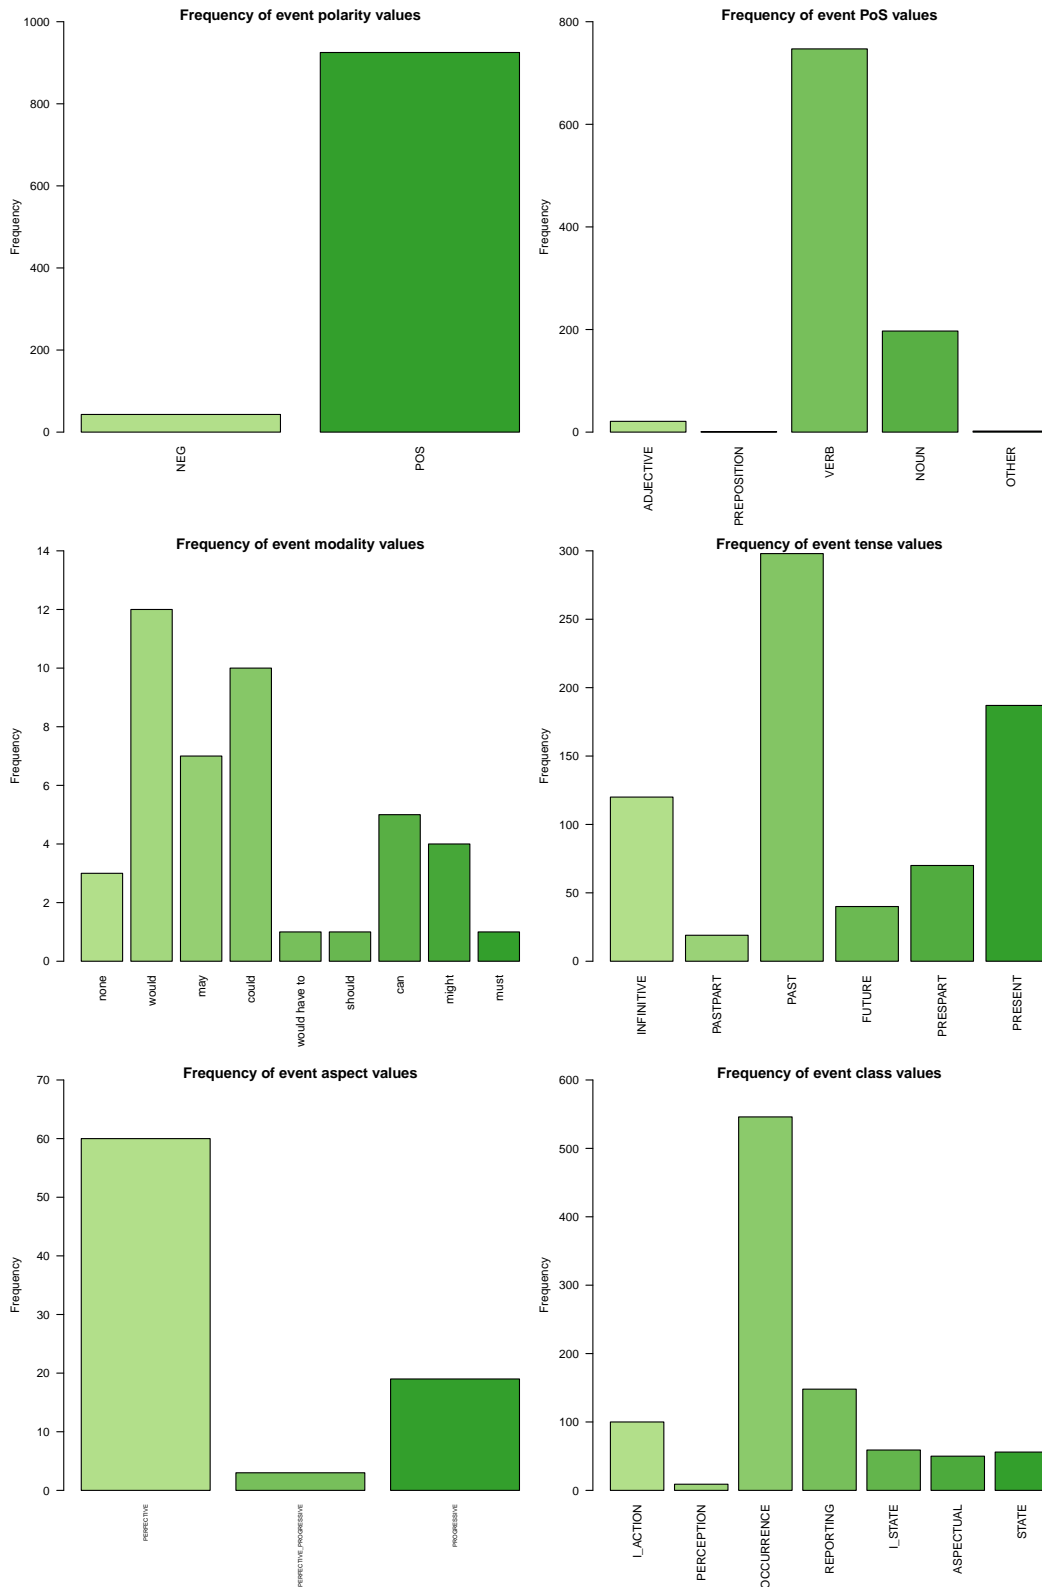 Frequency of event polarity values
Frequency
1000
800
600
400
200
0
NEG
POS
Frequency of event PoS values
Frequency
800
600
400
200
0
ADJECTIVE
PREPOSITION
VERB
NOUN
OTHER
Frequency of event modality values
Frequency
14
12
10
8
6
4
2
0
none
would
may
could
would have to
should
can
might
must
Frequency of event tense values
Frequency
300
250
200
150
100
50
0
INFINITIVE
PASTPART
PAST
FUTURE
PRESPART
PRESENT
Frequency of event aspect values
Frequency
70
60
50
40
30
20
10
0
PERFECTIVE
PERFECTIVE_PROGRESSIVE
PROGRESSIVE
Frequency of event class values
Frequency
600
500
400
300
200
100
0
I_ACTION
PERCEPTION
OCCURRENCE
REPORTING
I_STATE
ASPECTUAL
STATE